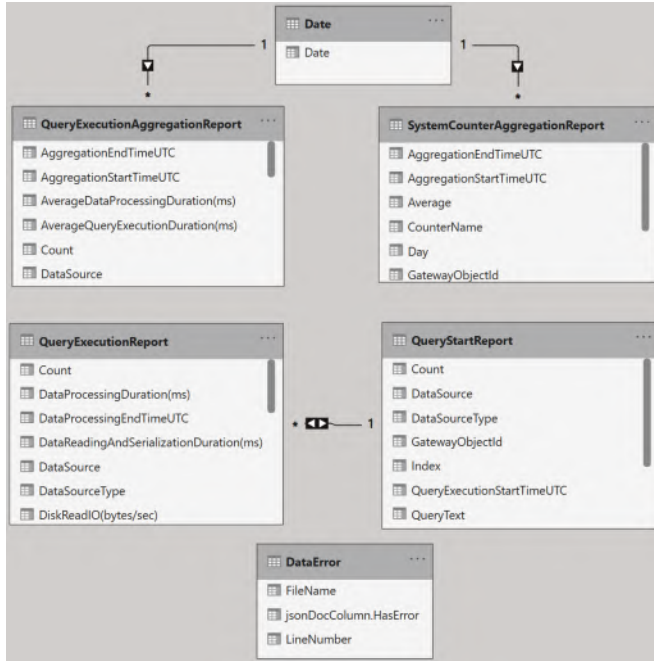 Date
···
Date
1
1
*
*
QueryExecutionAggregationReport
···
AggregationEndTimeUTC
AggregationStartTimeUTC
AverageDataProcessingDuration(ms)
AverageQueryExecutionDuration(ms)
Count
DataSource
SystemCounterAggregationReport
···
AggregationEndTimeUTC
AggregationStartTimeUTC
Average
CounterName
Day
GatewayObjectId
QueryExecutionReport
···
Count
DataProcessingDuration(ms)
DataProcessingEndTimeUTC
DataReadingAndSerializationDuration(ms)
DataSource
DataSourceType
DiskReadIO(bytes/sec)
* 1
QueryStartReport
···
Count
DataSource
DataSourceType
GatewayObjectId
Index
QueryExecutionStartTimeUTC
QueryText
DataError
···
FileName
jsonDocColumn.HasError
LineNumber